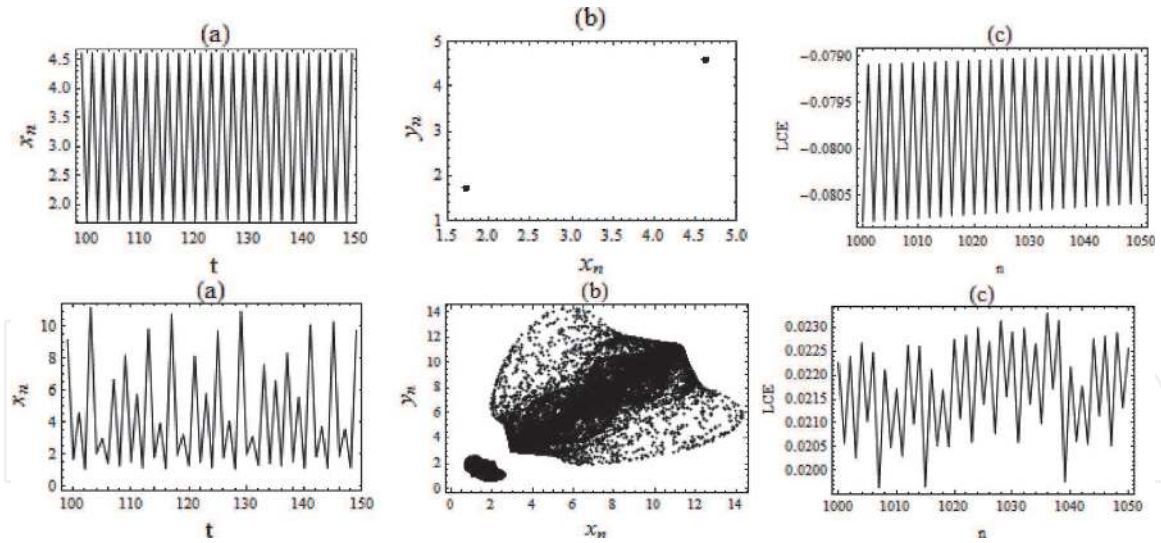 (a)
x_n
4.5
4.0
3.5
3.0
2.5
2.0
100 110 120 130 140 150
t
(b)
y_n
5
4
3
2
1
1.5 2.0 2.5 3.0 3.5 4.0 4.5 5.0
x_n
(c)
LCE
−0.0790
−0.0795
−0.0800
−0.0805
1000 1010 1020 1030 1040 1050
n
(a)
x_n
10
8
6
4
2
0
100 110 120 130 140 150
t
(b)
y_n
14
12
10
8
6
4
2
0
0 2 4 6 8 10 12 14
x_n
(c)
LCE
0.0230
0.0225
0.0220
0.0215
0.0210
0.0205
0.0200
1000 1010 1020 1030 1040 1050
n